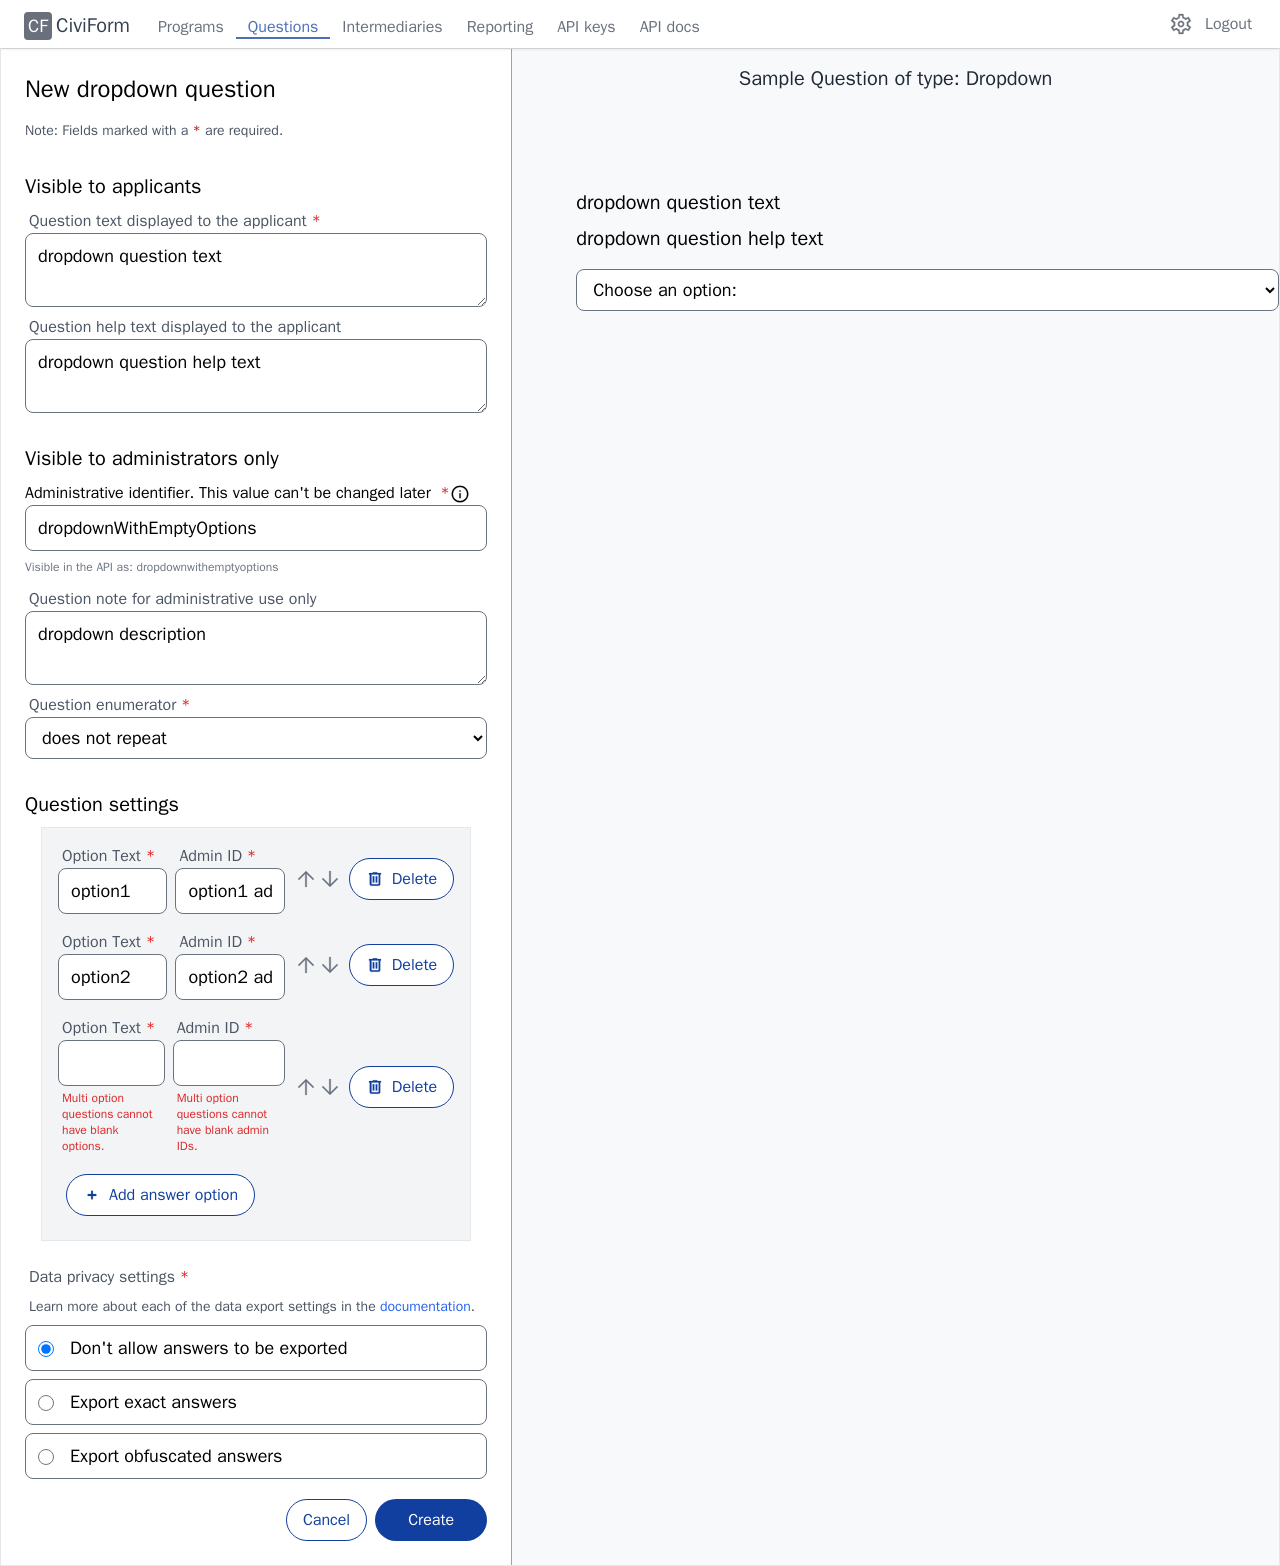 CF CiviForm Programs Questions Intermediaries Reporting API keys API docs Logout
New dropdown question
Note: Fields marked with a * are required.
Visible to applicants
Question text displayed to the applicant *
dropdown question text
Question help text displayed to the applicant
dropdown question help text
Visible to administrators only
Administrative identifier. This value can't be changed later *
dropdownWithEmptyOptions
Visible in the API as: dropdownwithemptyoptions
Question note for administrative use only
dropdown description
Question enumerator *
does not repeat
Question settings
Option Text * Admin ID *
option1 option1 ad Delete
Option Text * Admin ID *
option2 option2 ad Delete
Option Text * Admin ID *
Delete
Multi option
questions cannot
have blank
options.
Multi option
questions cannot
have blank admin
IDs.
+ Add answer option
Data privacy settings *
Learn more about each of the data export settings in the documentation.
Don't allow answers to be exported
Export exact answers
Export obfuscated answers
Cancel Create
Sample Question of type: Dropdown
dropdown question text
dropdown question help text
Choose an option: